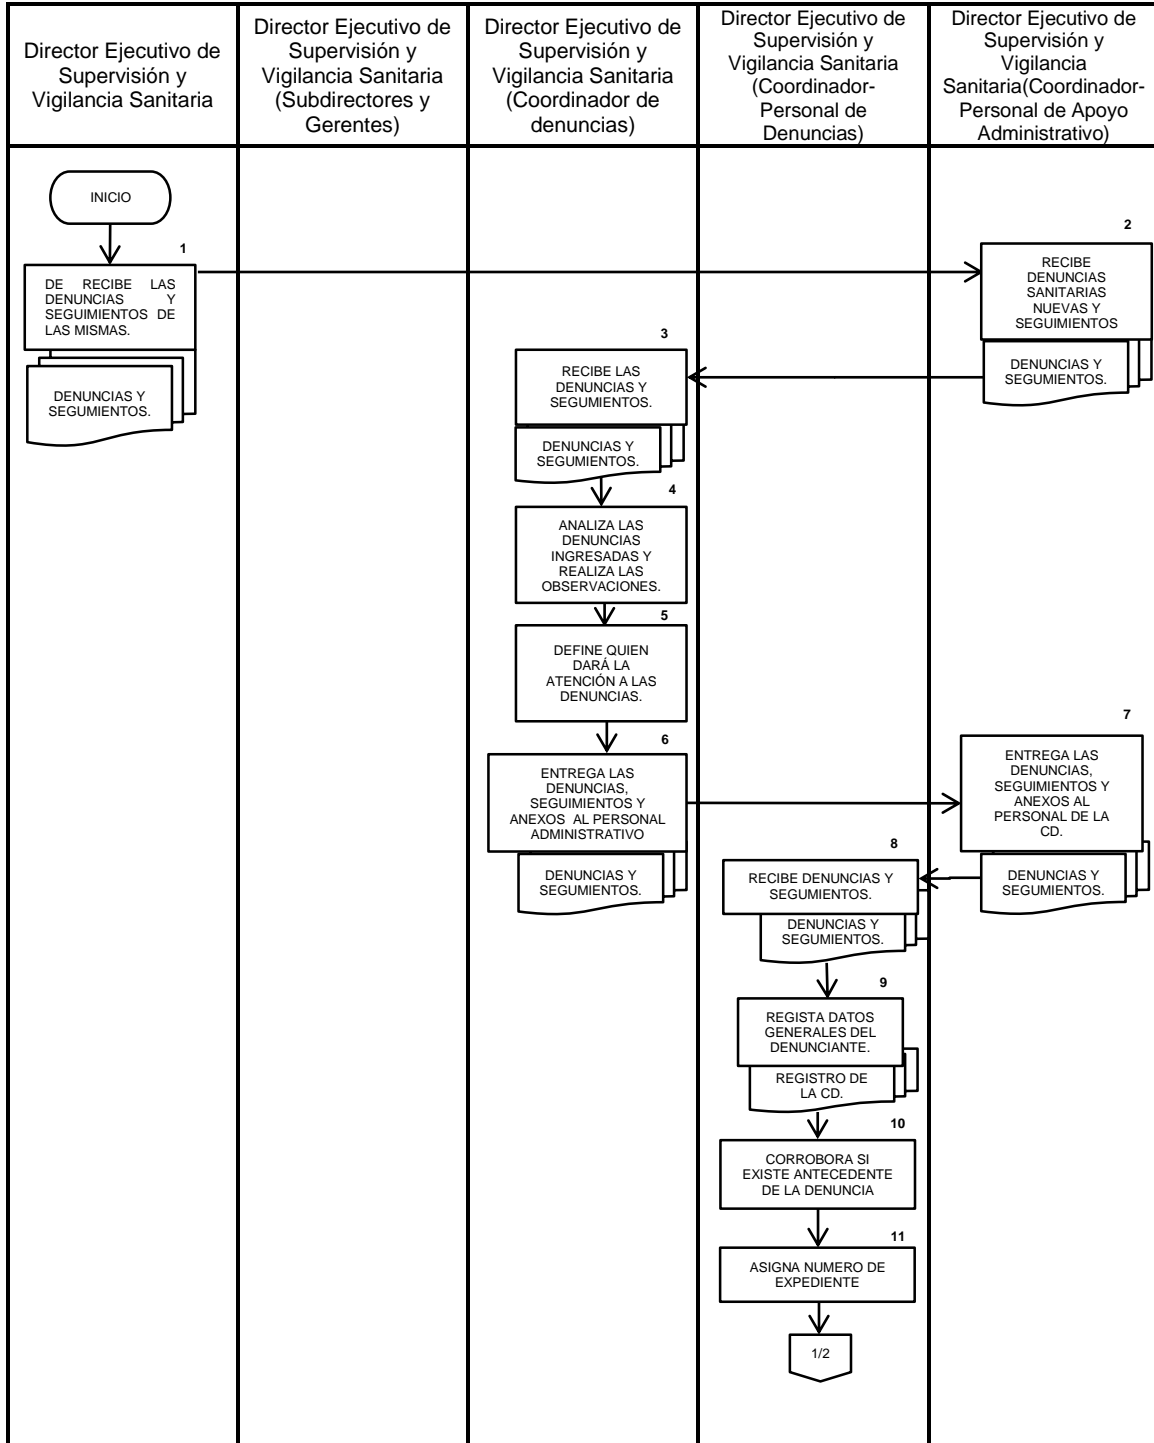 Director Ejecutivo de
Supervisión y
Vigilancia Sanitaria
Director Ejecutivo de
Supervisión y
Vigilancia Sanitaria
(Subdirectores y
Gerentes)
Director Ejecutivo de
Supervisión y
Vigilancia Sanitaria
(Coordinador de
denuncias)
Director Ejecutivo de
Supervisión y
Vigilancia Sanitaria
(Coordinador-
Personal de
Denuncias)
Director Ejecutivo de
Supervisión y
Vigilancia
Sanitaria(Coordinador-
Personal de Apoyo
Administrativo)
INICIO
1
DE RECIBE LAS
DENUNCIAS Y
SEGUIMIENTOS DE
LAS MISMAS.
DENUNCIAS Y
SEGUMIENTOS.
2
RECIBE
DENUNCIAS
SANITARIAS
NUEVAS Y
SEGUIMIENTOS
DENUNCIAS Y
SEGUMIENTOS.
3
RECIBE LAS
DENUNCIAS Y
SEGUMIENTOS.
DENUNCIAS Y
SEGUMIENTOS.
4
ANALIZA LAS
DENUNCIAS
INGRESADAS Y
REALIZA LAS
OBSERVACIONES.
5
DEFINE QUIEN
DARÁ LA
ATENCIÓN A LAS
DENUNCIAS.
6
ENTREGA LAS
DENUNCIAS,
SEGUIMIENTOS Y
ANEXOS AL PERSONAL
ADMINISTRATIVO
DENUNCIAS Y
SEGUMIENTOS.
7
ENTREGA LAS
DENUNCIAS,
SEGUIMIENTOS Y
ANEXOS AL
PERSONAL DE LA
CD.
DENUNCIAS Y
SEGUMIENTOS.
8
RECIBE DENUNCIAS Y
SEGUMIENTOS.
DENUNCIAS Y
SEGUMIENTOS.
9
REGISTA DATOS
GENERALES DEL
DENUNCIANTE.
REGISTRO DE
LA CD.
10
CORROBORA SI
EXISTE ANTECEDENTE
DE LA DENUNCIA
11
ASIGNA NUMERO DE
EXPEDIENTE
1/2